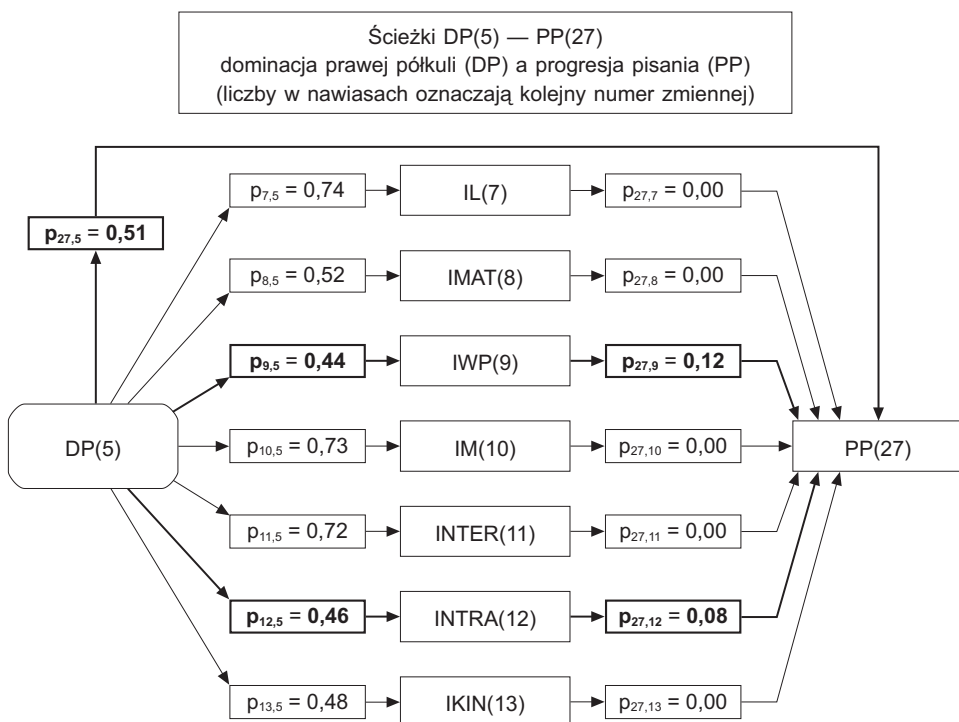 Ścieżki DP(5) — PP(27)
dominacja prawej półkuli (DP) a progresja pisania (PP)
(liczby w nawiasach oznaczają kolejny numer zmiennej)
p7,5 = 0,74
IL(7)
p27,7 = 0,00
p27,5 = 0,51
p8,5 = 0,52
IMAT(8)
p27,8 = 0,00
p9,5 = 0,44
IWP(9)
p27,9 = 0,12
DP(5)
p10,5 = 0,73
IM(10)
p27,10 = 0,00
PP(27)
p11,5 = 0,72
INTER(11)
p27,11 = 0,00
p12,5 = 0,46
INTRA(12)
p27,12 = 0,08
p13,5 = 0,48
IKIN(13)
p27,13 = 0,00